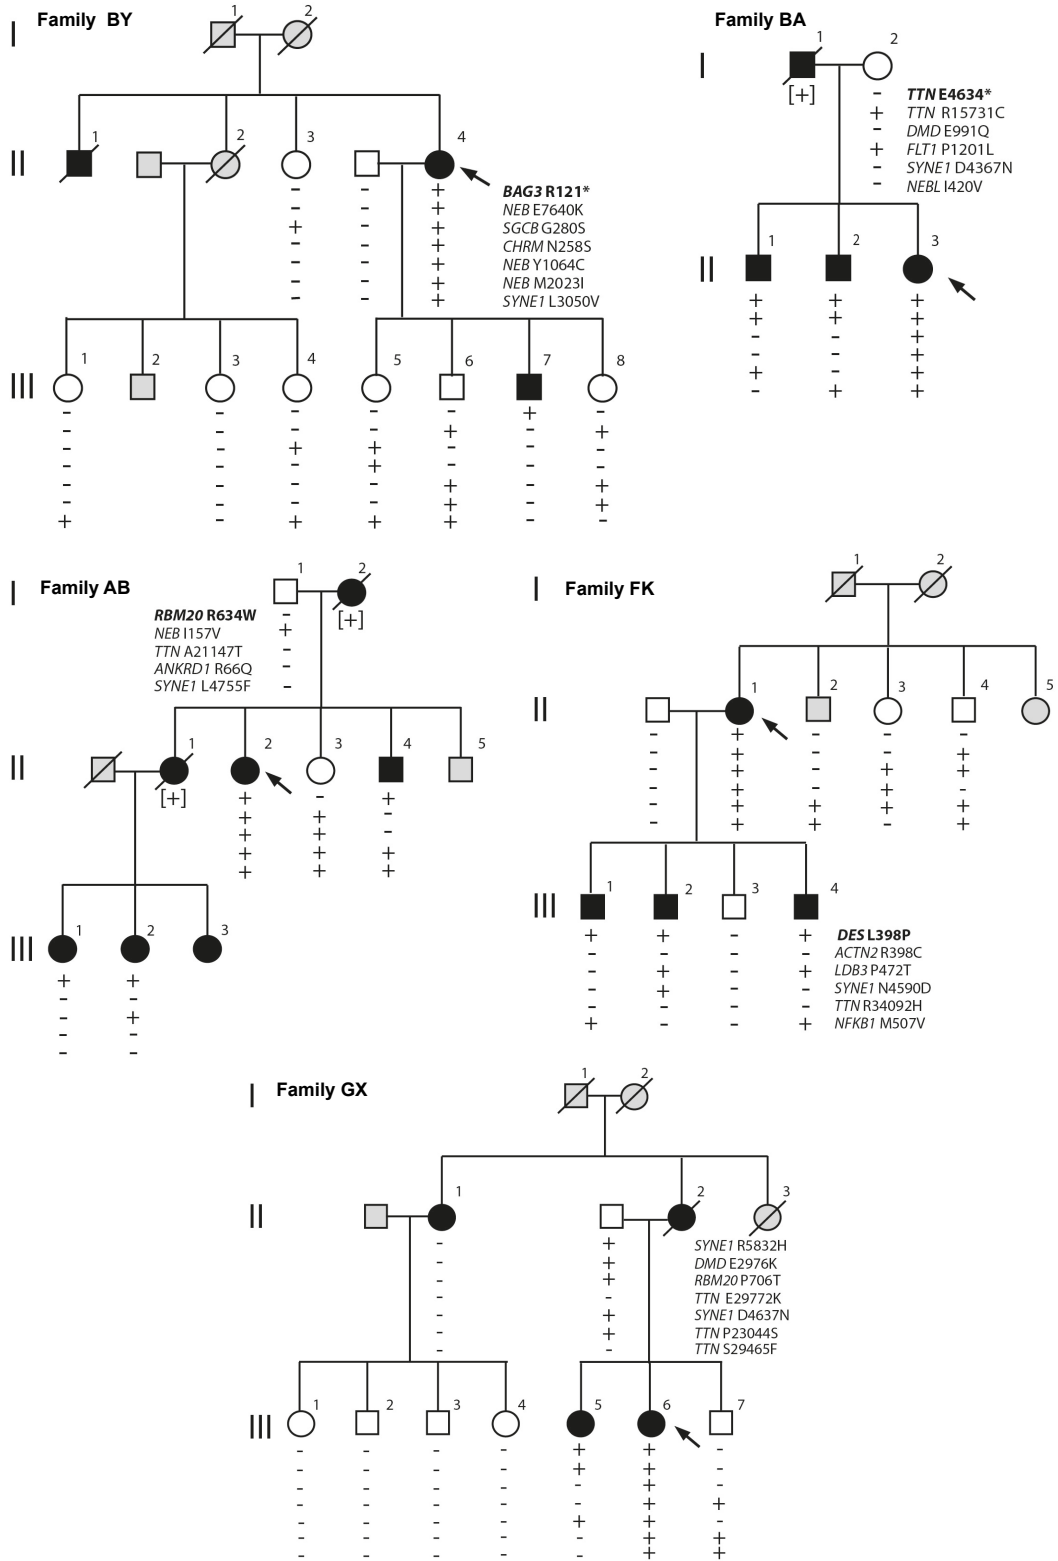 Family BY
I
1 2
II
1 2 3 4
- - + BAG3 R121*
- - + NEB E7640K
+ - + SGCB G280S
- - + CHRM N258S
- - + NEB Y1064C
- - + NEB M2023I
- - + SYNE1 L3050V
III
1 2 3 4 5 6 7 8
- - - - - + -
- - - - + - +
- - + + - - -
- - - + - - -
- - - - + - +
- - - - + - +
+ - + + + - -
Family BA
I
1 2
[+] - TTN E4634*
+ TTN R15731C
- DMD E991Q
+ FLT1 P1201L
- SYNE1 D4367N
- NEBL I420V
II
1 2 3
+ + +
+ + +
- - +
- - +
+ - +
- + +
Family AB
I
1 2
RBM20 R634W - [+]
NEB I157V +
TTN A21147T -
ANKRD1 R66Q -
SYNE1 L4755F -
II
1 2 3 4 5
[+] + - +
+ + -
+ + -
+ + +
+ + +
III
1 2 3
+ +
- -
- +
- -
- -
Family FK
I
1 2
II
1 2 3 4 5
- + - - -
- + - - +
- + - + +
- + - + -
- + + + +
- + + - +
III
1 2 3 4
+ + - + DES L398P
- - - - ACTN2 R398C
- + - + LDB3 P472T
- + - - SYNE1 N4590D
- - - - TTN R34092H
+ - - + NFKB1 M507V
Family GX
I
1 2
II
1 2 3
- + SYNE1 R5832H
- + DMD E2976K
- + RBM20 P706T
- - TTN E29772K
- + SYNE1 D4637N
- + TTN P23044S
- - TTN S29465F
III
1 2 3 4 5 6 7
- - - - + + -
- - - - + + -
- - - - - + -
- - - - - + +
- - - - + + -
- - - - - + +
- - - - - + +